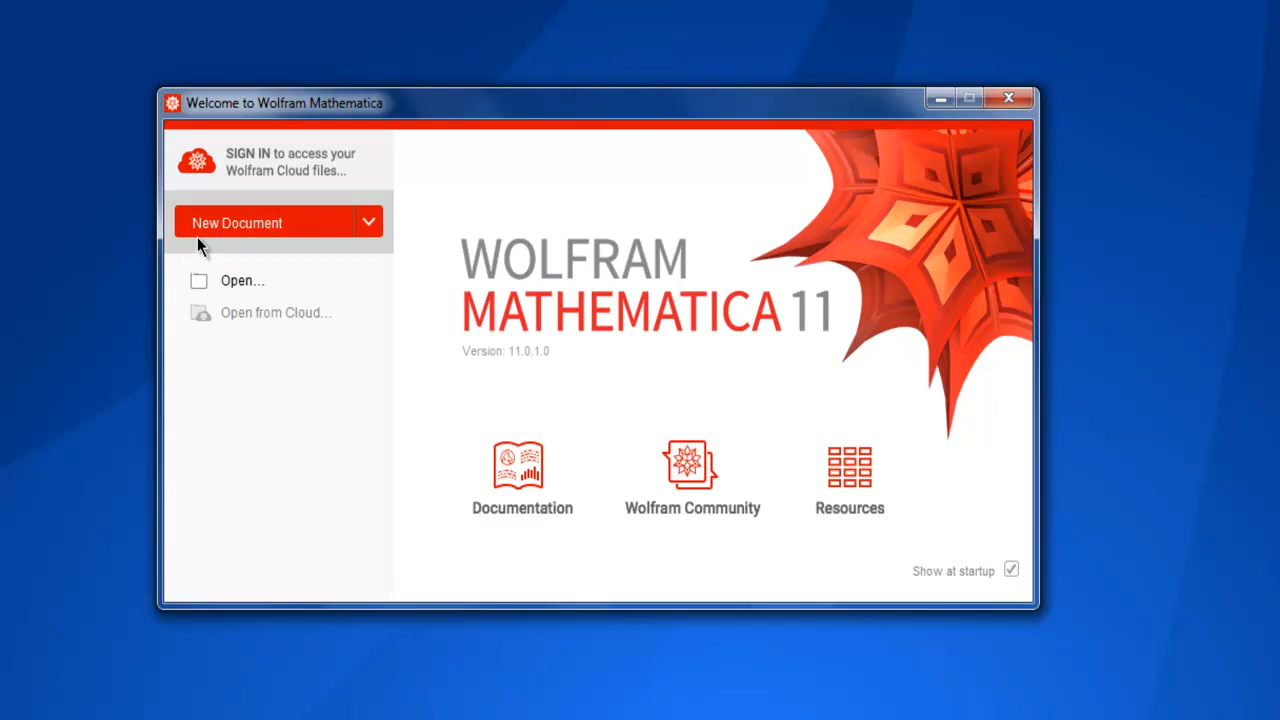 Welcome to Wolfram Mathematica
SIGN IN to access your
Wolfram Cloud files...
New Document
Open...
Open from Cloud...
WOLFRAM
MATHEMATICA 11
Version: 11.0.1.0
Documentation
Wolfram Community
Resources
Show at startup